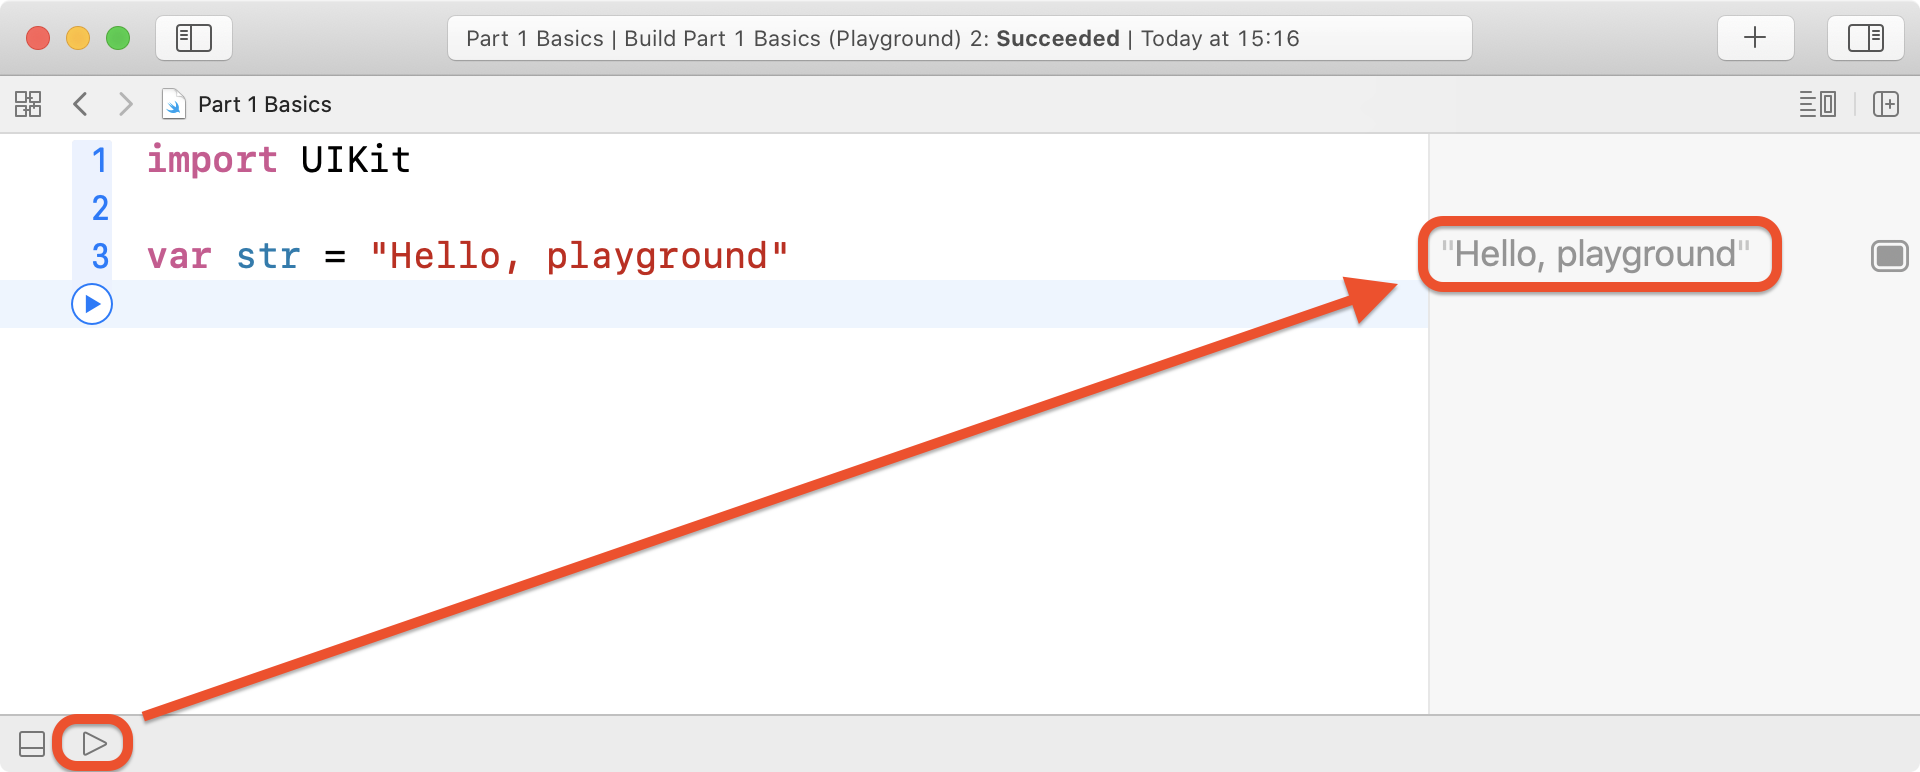 Part 1 Basics | Build Part 1 Basics (Playground) 2: Succeeded | Today at 15:16
Part 1 Basics
1 import UIKit
2
3 var str = "Hello, playground"
"Hello, playground"